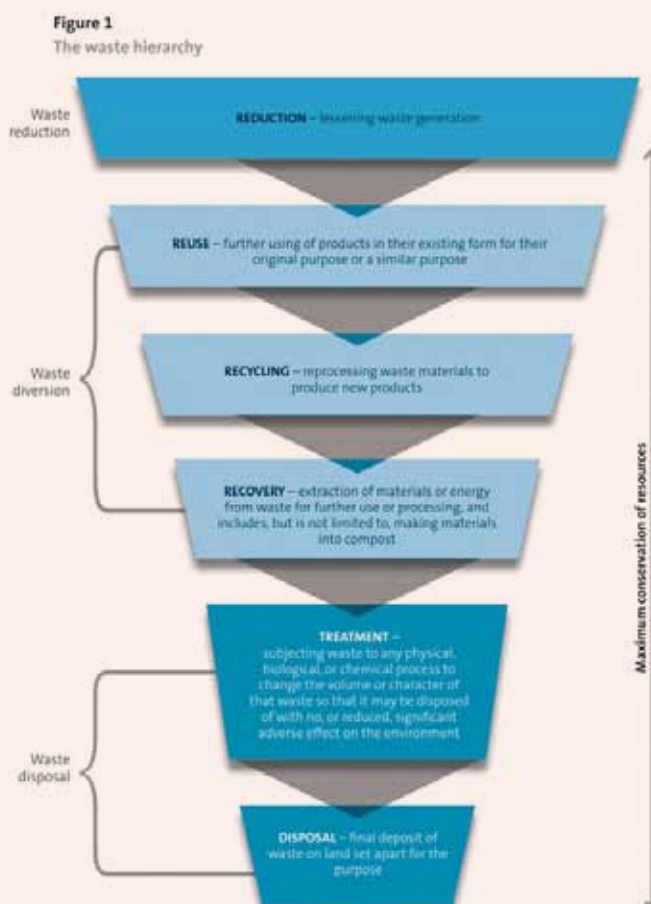 Figure 1
The waste hierarchy
Waste
reduction
REDUCTION – lessening waste generation
REUSE – further using of products in their existing form for their
original purpose or a similar purpose
Waste
diversion
RECYCLING – reprocessing waste materials to
produce new products
RECOVERY – extraction of materials or energy
from waste for further use or processing, and
includes, but is not limited to, making materials
into compost
Maximum conservation of resources
TREATMENT –
subjecting waste to any physical,
biological, or chemical process to
change the volume or character of
that waste so that it may be disposed
of with no, or reduced, significant
adverse effect on the environment
Waste
disposal
DISPOSAL – final deposit of
waste on land set apart for the
purpose